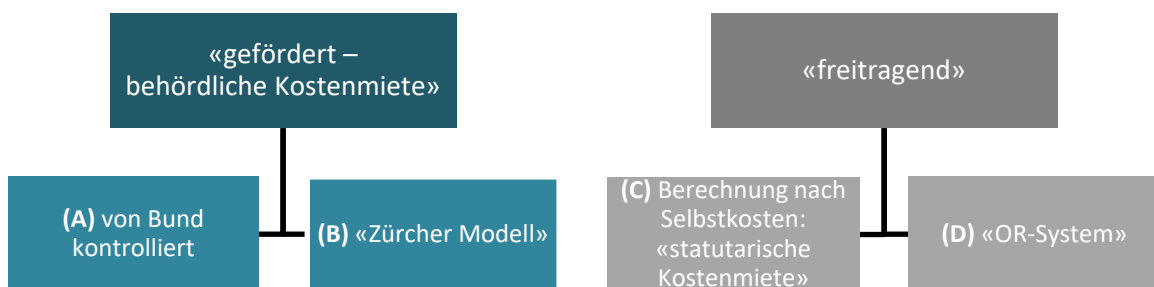 «gefördert –
behördliche Kostenmiete»
«freitragend»
(A) von Bund
kontrolliert
(B) «Zürcher Modell»
(C) Berechnung nach
Selbstkosten:
«statutarische
Kostenmiete»
(D) «OR-System»